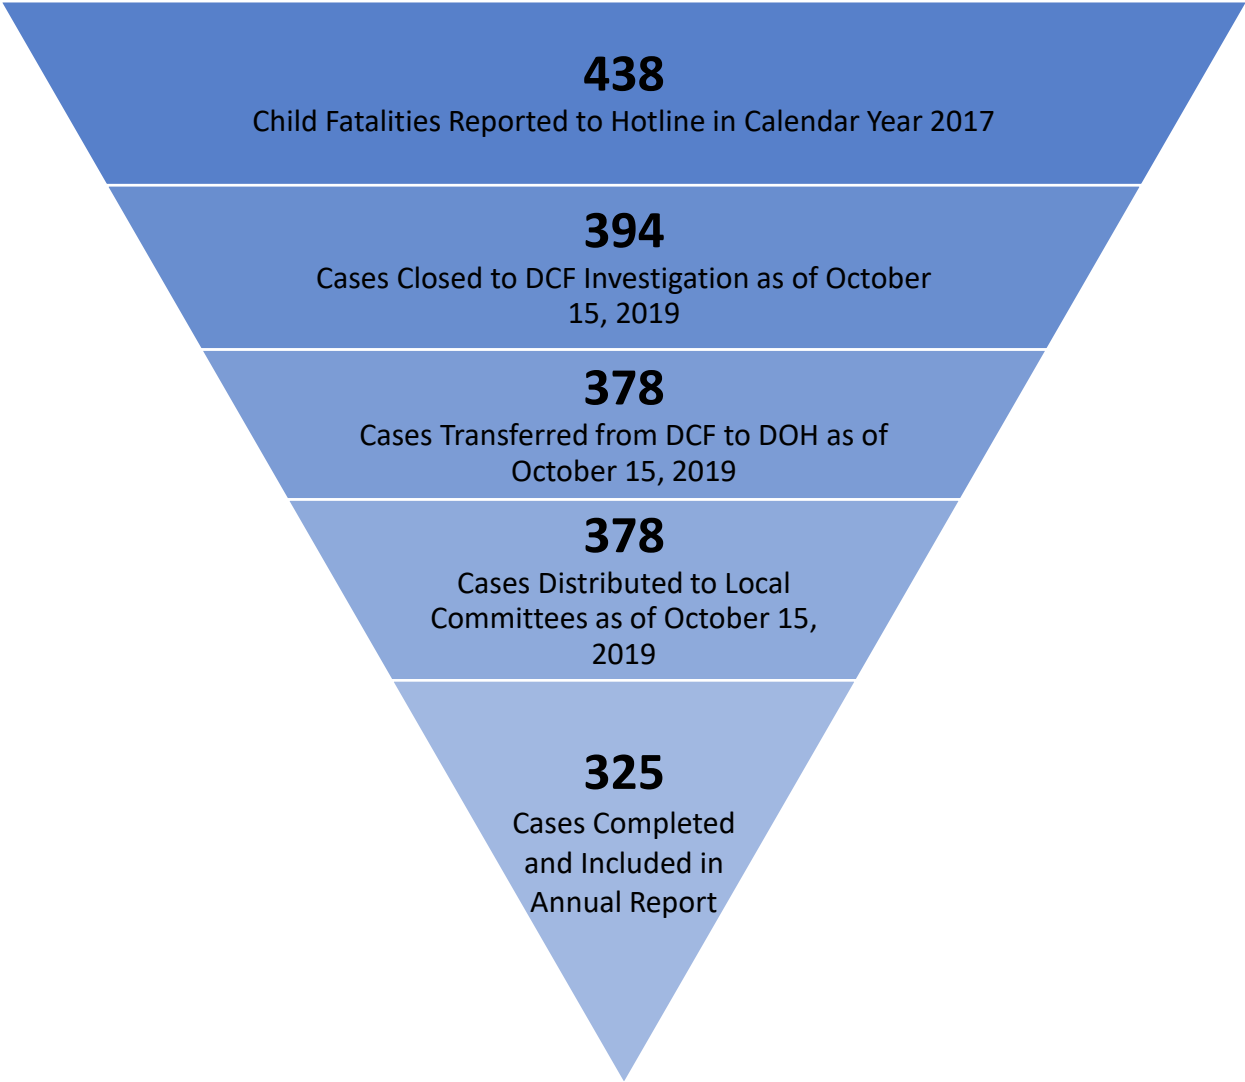 438
Child Fatalities Reported to Hotline in Calendar Year 2017
394
Cases Closed to DCF Investigation as of October
15, 2019
378
Cases Transferred from DCF to DOH as of
October 15, 2019
378
Cases Distributed to Local
Committees as of October 15,
2019
325
Cases Completed
and Included in
Annual Report